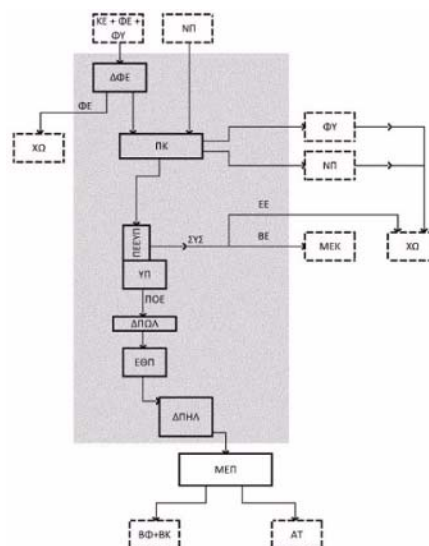 ΚΕ + ΦΕ +
ΦΥ
ΝΠ
ΔΦΕ
ΦΕ
ΧΩ
ΠΚ
ΦΥ
ΝΠ
ΕΕ
ΠΕΕΥΠ
ΣΥΣ
ΒΕ
ΜΕΚ
ΧΩ
ΥΠ
ΠΟΕ
ΔΠΩΛ
ΕΘΠ
ΔΠΗΛ
ΜΕΠ
ΒΦ+ΒΚ
ΑΤ